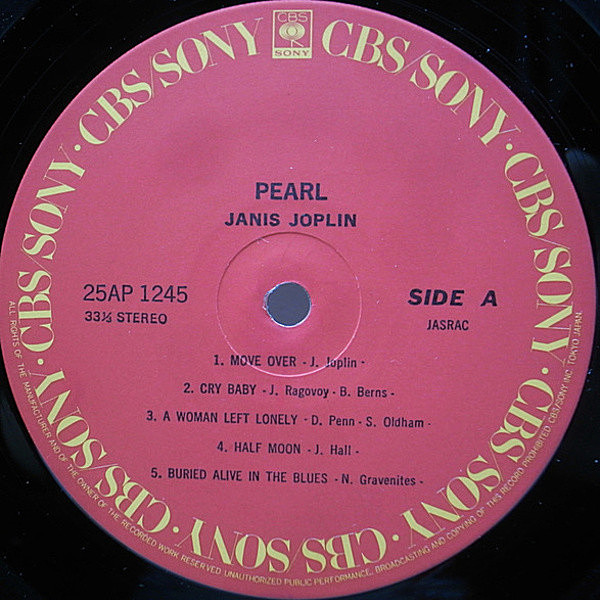 CBS
SONY
CBS/SONY · CBS/SONY · CBS/SONY · CBS/SONY · CBS/SONY · CBS/SONY · CBS/SONY · CBS/SONY
PEARL
JANIS JOPLIN
25AP 1245
33⅓ STEREO
SIDE A
JASRAC
1. MOVE OVER - J. Joplin -
2. CRY BABY - J. Ragovoy - B. Berns -
3. A WOMAN LEFT LONELY - D. Penn - S. Oldham -
4. HALF MOON - J. Hall -
5. BURIED ALIVE IN THE BLUES - N. Gravenites -
ALL RIGHTS OF THE MANUFACTURER AND OF THE OWNER OF THE RECORDED WORK RESERVED. UNAUTHORIZED PUBLIC PERFORMANCE, BROADCASTING AND COPYING OF THIS RECORD PROHIBITED. CBS/SONY INC. TOKYO JAPAN.